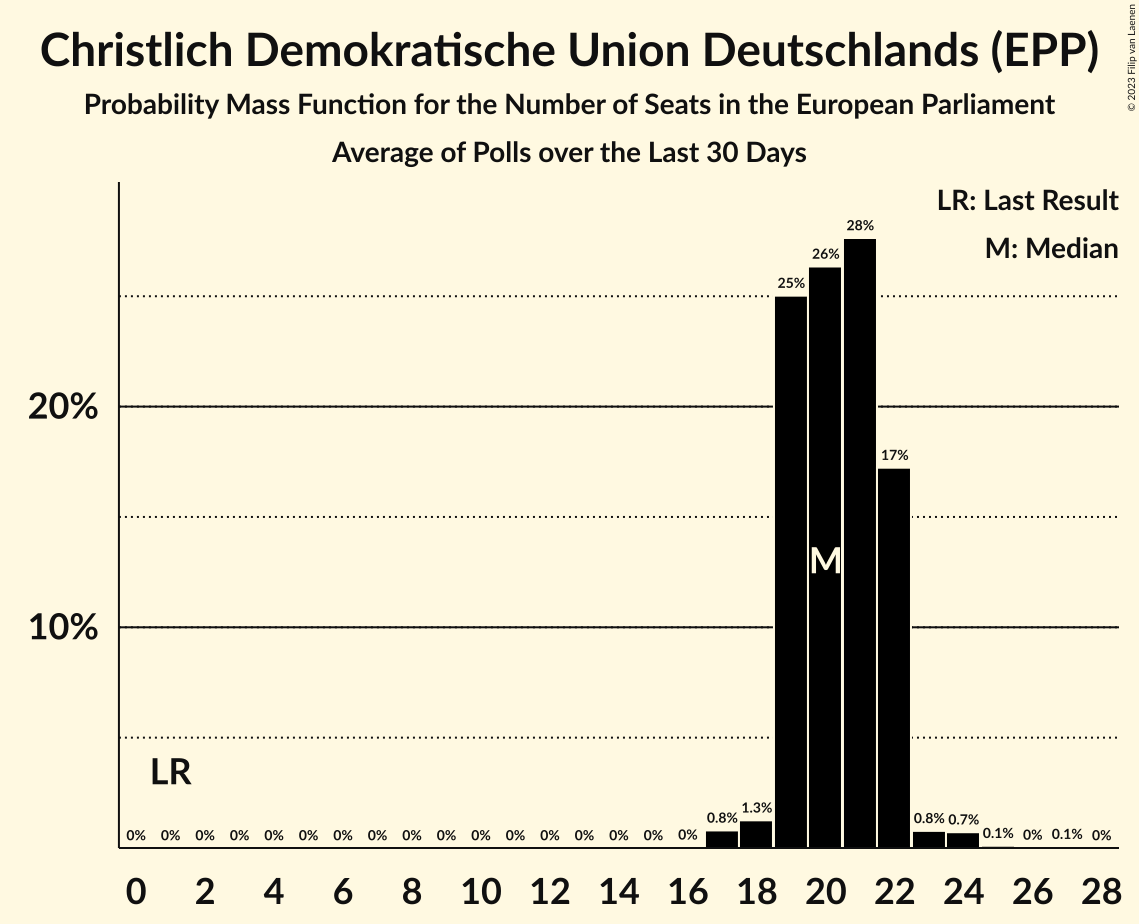 Christlich Demokratische Union Deutschlands (EPP)
Probability Mass Function for the Number of Seats in the European Parliament
Average of Polls over the Last 30 Days
© 2023 Filip van Laenen
LR: Last Result
M: Median
28%
26%
25%
20%
17%
M
10%
LR
0% 0% 0% 0% 0% 0% 0% 0% 0% 0% 0% 0% 0% 0% 0% 0% 0% 0.8% 1.3% 0.8% 0.7% 0.1% 0% 0.1% 0%
0 2 4 6 8 10 12 14 16 18 20 22 24 26 28